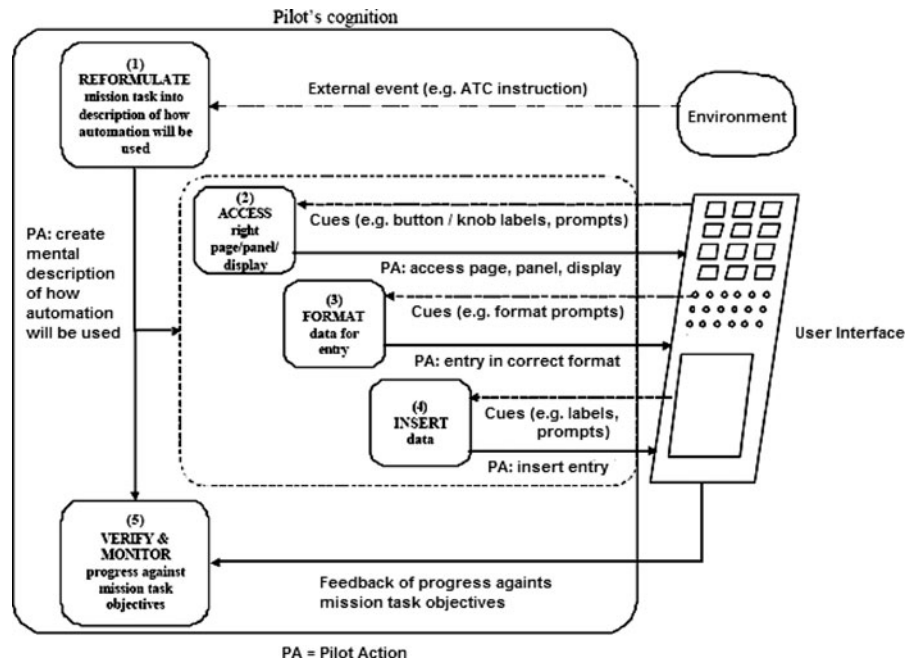 Pilot's cognition
(1)
REFORMULATE
mission task into
description of how
automation will be
used
External event (e.g. ATC instruction)
Environment
(2)
ACCESS
right
page/panel/
display
Cues (e.g. button / knob labels, prompts)
PA: access page, panel, display
PA: create
mental
description
of how
automation
will be used
(3)
FORMAT
data for
entry
Cues (e.g. format prompts)
PA: entry in correct format
User Interface
(4)
INSERT
data
Cues (e.g. labels,
prompts)
PA: insert entry
(5)
VERIFY &
MONITOR
progress against
mission task
objectives
Feedback of progress againts
mission task objectives
PA = Pilot Action